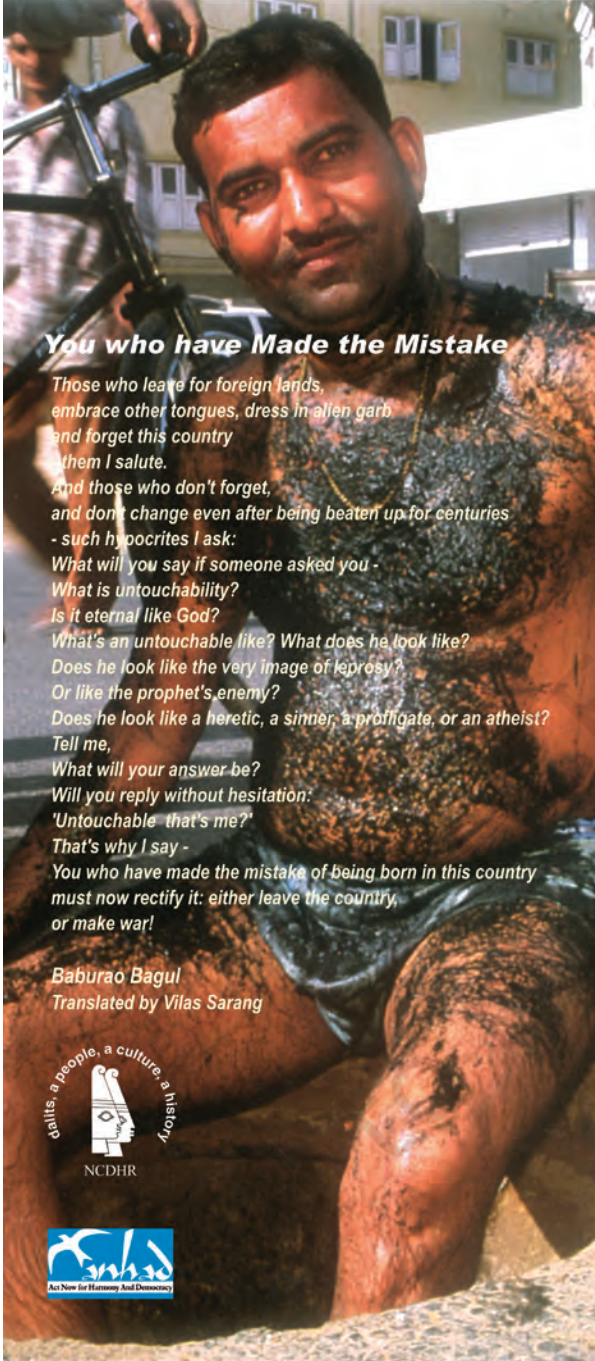 You who have Made the Mistake
Those who leave for foreign lands,
embrace other tongues, dress in alien garb
and forget this country
- them I salute.
And those who don't forget,
and don't change even after being beaten up for centuries
- such hypocrites I ask:
What will you say if someone asked you -
What is untouchability?
Is it eternal like God?
What's an untouchable like? What does he look like?
Does he look like the very image of leprosy?
Or like the prophet's enemy?
Does he look like a heretic, a sinner, a profligate, or an atheist?
Tell me,
What will your answer be?
Will you reply without hesitation:
'Untouchable that's me?'
That's why I say -
You who have made the mistake of being born in this country
must now rectify it: either leave the country,
or make war!
Baburao Bagul
Translated by Vilas Sarang
dalits, a people, a culture, a history
NCDHR
anhad
Act Now for Harmony And Democracy